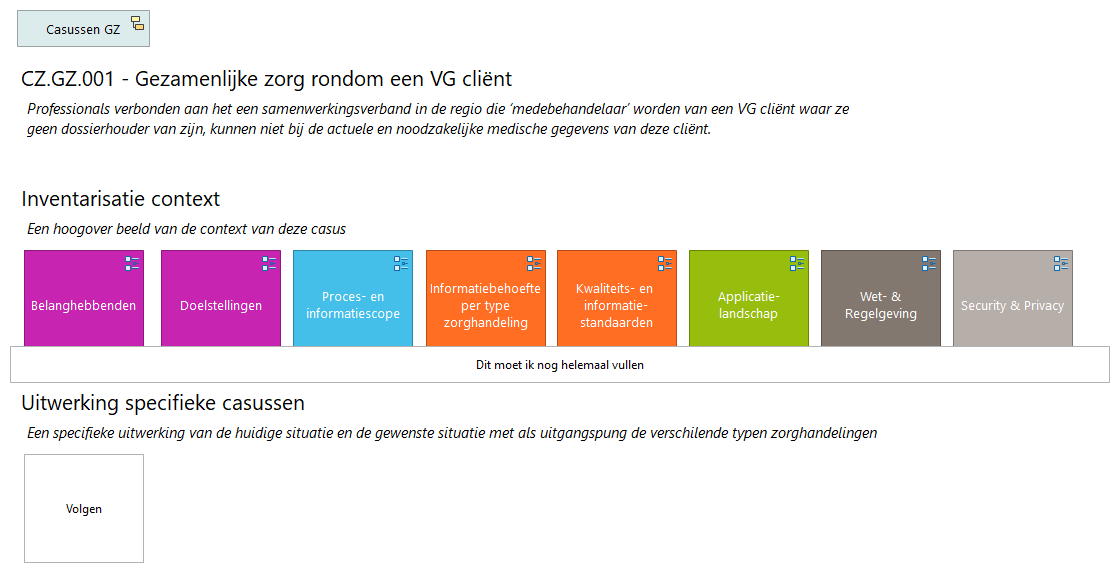 Casussen GZ
CZ.GZ.001 - Gezamenlijke zorg rondom een VG cliënt
Professionals verbonden aan het een samenwerkingsverband in de regio die 'medebehandelaar' worden van een VG cliënt waar ze
geen dossierhouder van zijn, kunnen niet bij de actuele en noodzakelijke medische gegevens van deze cliënt.
Inventarisatie context
Een hoogover beeld van de context van deze casus
Belanghebbenden
Doelstellingen
Proces- en
informatiescope
Informatiebehoefte
per type
zorghandeling
Kwaliteits- en
informatie-
standaarden
Applicatie-
landschap
Wet- &
Regelgeving
Security & Privacy
Dit moet ik nog helemaal vullen
Uitwerking specifieke casussen
Een specifieke uitwerking van de huidige situatie en de gewenste situatie met als uitgangspung de verschilende typen zorghandelingen
Volgen